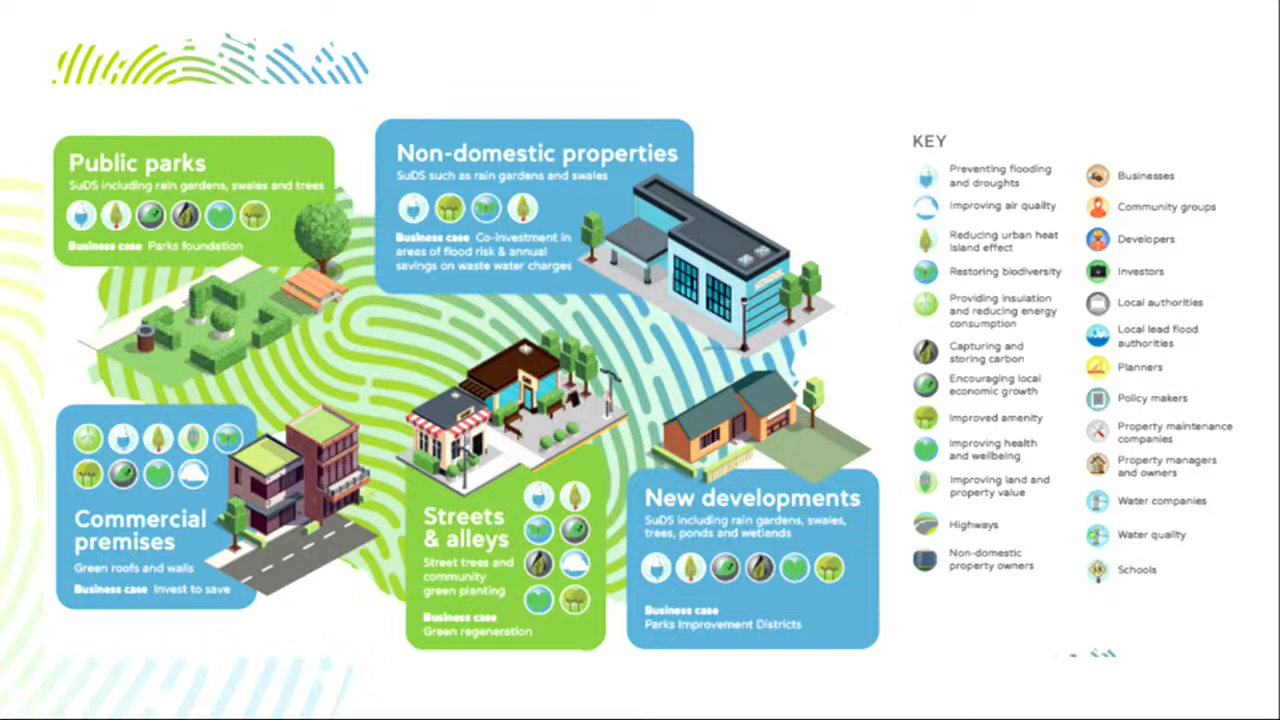 Public parks
SuDS including rain gardens, swales and trees
Business case Parks foundation
Non-domestic properties
SuDS such as rain gardens and swales
Business case Co-investment in
areas of flood risk & annual
savings on waste water charges
SCHOOL
Commercial
premises
Green roofs and walls
Business case Invest to save
Streets
& alleys
Street trees and
community
green planting
Business case
Green regeneration
New developments
SuDS including rain gardens, swales,
trees, ponds and wetlands
Business case
Parks Improvement Districts
KEY
Preventing flooding
and droughts
Improving air quality
Reducing urban heat
island effect
Restoring biodiversity
Providing insulation
and reducing energy
consumption
Capturing and
storing carbon
Encouraging local
economic growth
Improved amenity
Improving health
and wellbeing
Improving land and
property value
Highways
Non-domestic
property owners
Businesses
Community groups
Developers
Investors
Local authorities
Local lead flood
authorities
Planners
Policy makers
Property maintenance
companies
Property managers
and owners
Water companies
Water quality
Schools